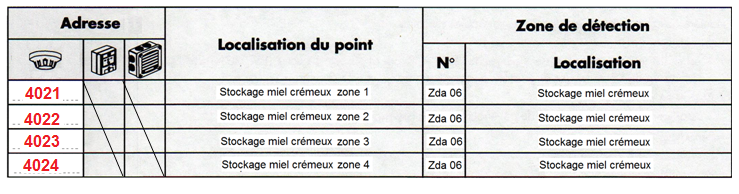 Adresse Localisation du point Zone de détection
N° Localisation
4021 Stockage miel crémeux zone 1 Zda 06 Stockage miel crémeux
4022 Stockage miel crémeux zone 2 Zda 06 Stockage miel crémeux
4023 Stockage miel crémeux zone 3 Zda 06 Stockage miel crémeux
4024 Stockage miel crémeux zone 4 Zda 06 Stockage miel crémeux